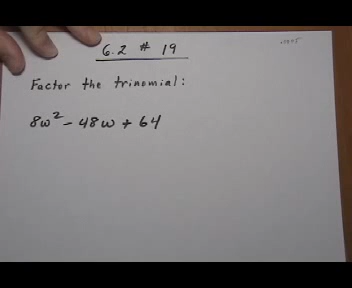 6.2 # 19
Factor the trinomial:
8w² - 48w + 64